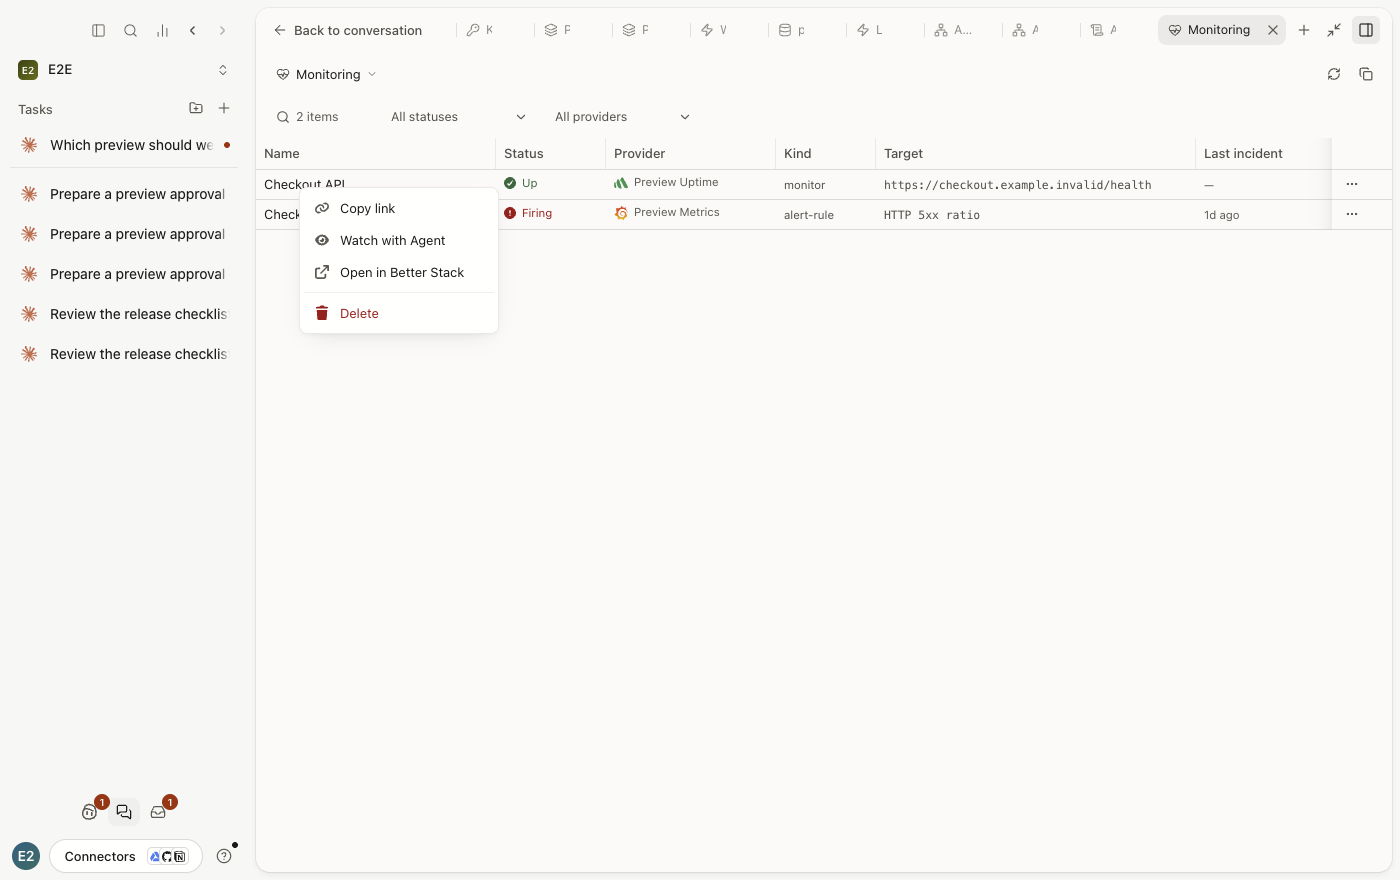 Back to conversation
K
P
P
V
p
L
A...
A
A
Monitoring
E2 E2E
Monitoring
Tasks
2 items
All statuses
All providers
Which preview should we
Name
Status
Provider
Kind
Target
Last incident
Checkout API
Up
Preview Uptime
monitor
https://checkout.example.invalid/health
—
Prepare a preview approval
Check
Firing
Preview Metrics
alert-rule
HTTP 5xx ratio
1d ago
Copy link
Prepare a preview approval
Watch with Agent
Prepare a preview approval
Open in Better Stack
Review the release checklis
Delete
Review the release checklis
1
1
E2
Connectors